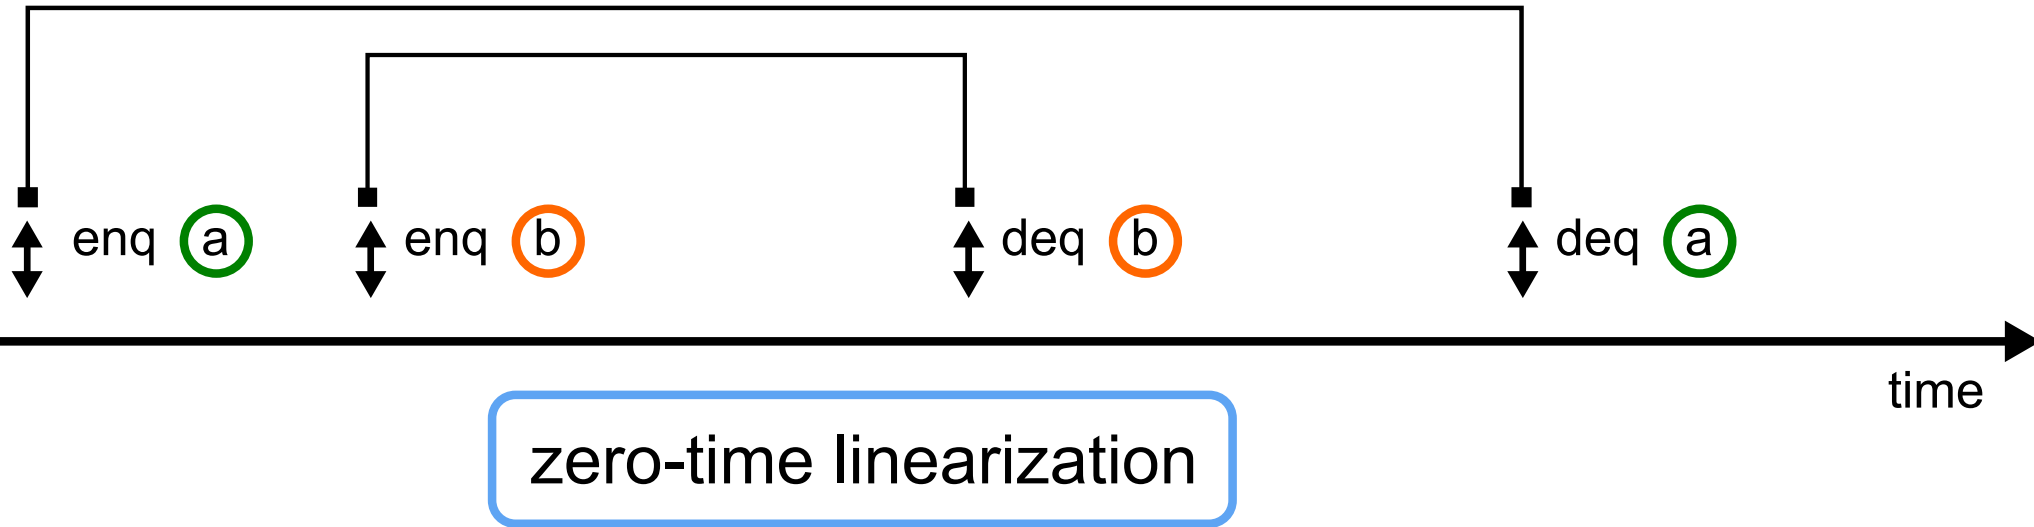 enq a enq b deq b deq a
time
zero-time linearization